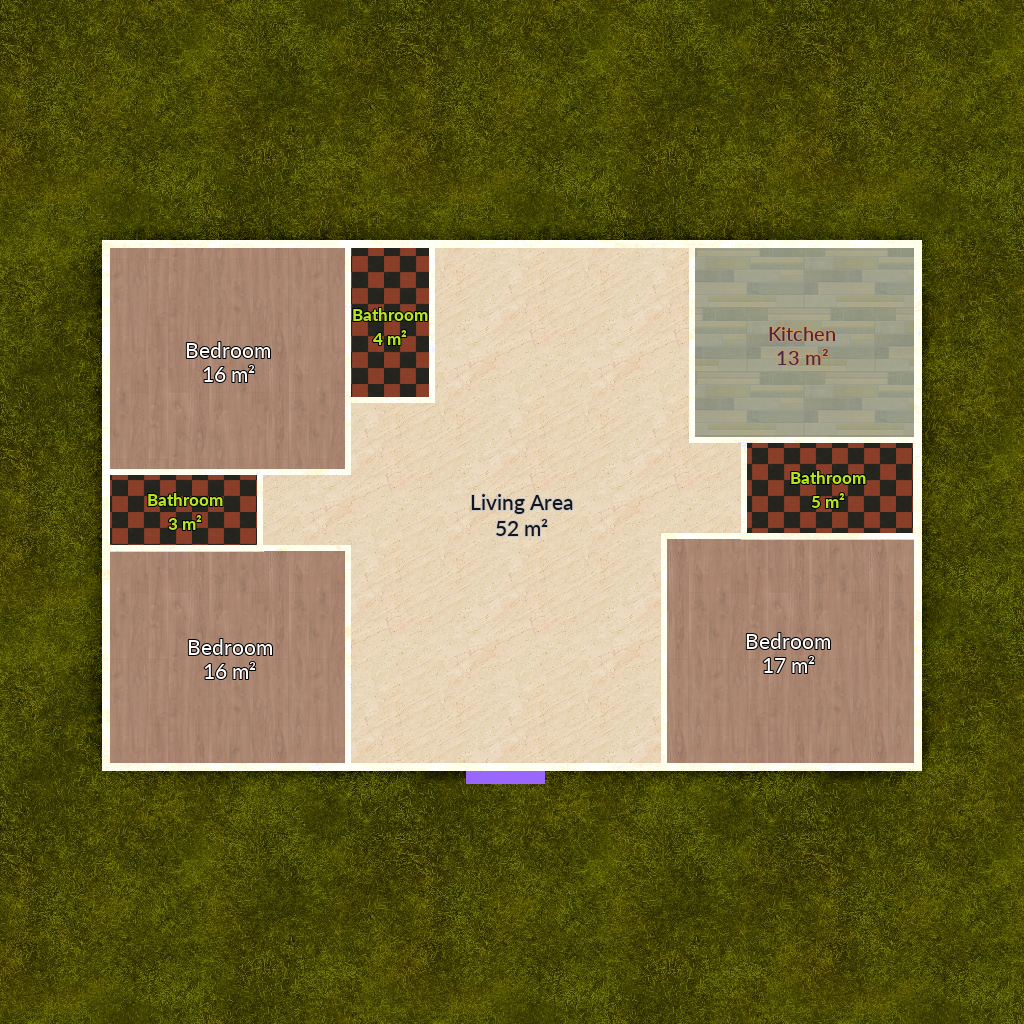 Bathroom
4 m²
Kitchen
13 m²
Bedroom
16 m²
Bathroom
5 m²
Bathroom
3 m²
Living Area
52 m²
Bedroom
17 m²
Bedroom
16 m²